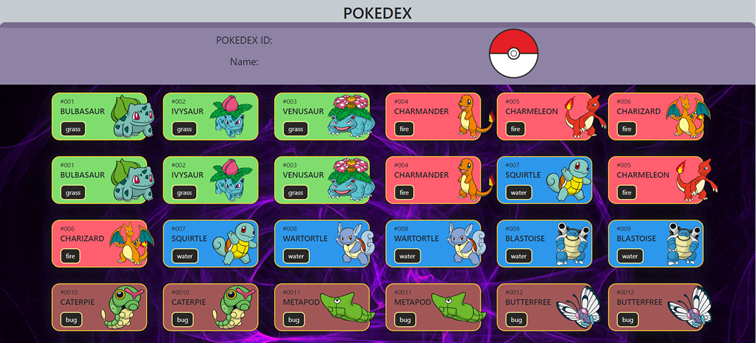 POKEDEX
POKEDEX ID:
Name:
#001
BULBASAUR
grass
#002
IVYSAUR
grass
#003
VENUSAUR
grass
#004
CHARMANDER
fire
#005
CHARMELEON
fire
#006
CHARIZARD
fire
#001
BULBASAUR
grass
#002
IVYSAUR
grass
#003
VENUSAUR
grass
#004
CHARMANDER
fire
#007
SQUIRTLE
water
#005
CHARMELEON
fire
#006
CHARIZARD
fire
#007
SQUIRTLE
water
#008
WARTORTLE
water
#008
WARTORTLE
water
#009
BLASTOISE
water
#009
BLASTOISE
water
#0010
CATERPIE
bug
#0010
CATERPIE
bug
#0011
METAPOD
bug
#0011
METAPOD
bug
#0012
BUTTERFREE
bug
#0012
BUTTERFREE
bug